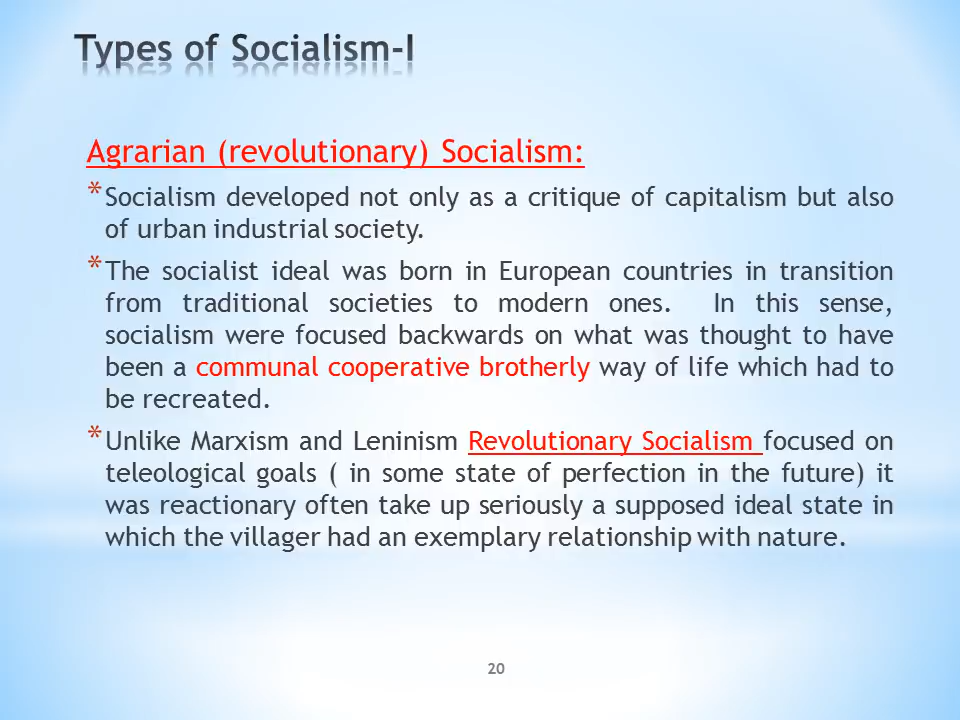 Types of Socialism-I
Agrarian (revolutionary) Socialism:
*Socialism developed not only as a critique of capitalism but also
of urban industrial society.
*The socialist ideal was born in European countries in transition
from traditional societies to modern ones. In this sense,
socialism were focused backwards on what was thought to have
been a communal cooperative brotherly way of life which had to
be recreated.
*Unlike Marxism and Leninism Revolutionary Socialism focused on
teleological goals ( in some state of perfection in the future) it
was reactionary often take up seriously a supposed ideal state in
which the villager had an exemplary relationship with nature.
20